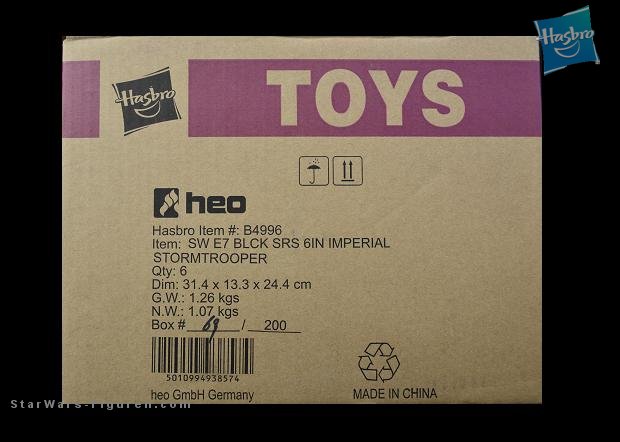 Hasbro
Hasbro
TOYS
heo
Hasbro Item #: B4996
Item: SW E7 BLCK SRS 6IN IMPERIAL
STORMTROOPER
Qty: 6
Dim: 31.4 x 13.3 x 24.4 cm
G.W.: 1.26 kgs
N.W.: 1.07 kgs
Box # 69 / 200
5010994938574
heo GmbH Germany
MADE IN CHINA
StarWars-Figuren.com